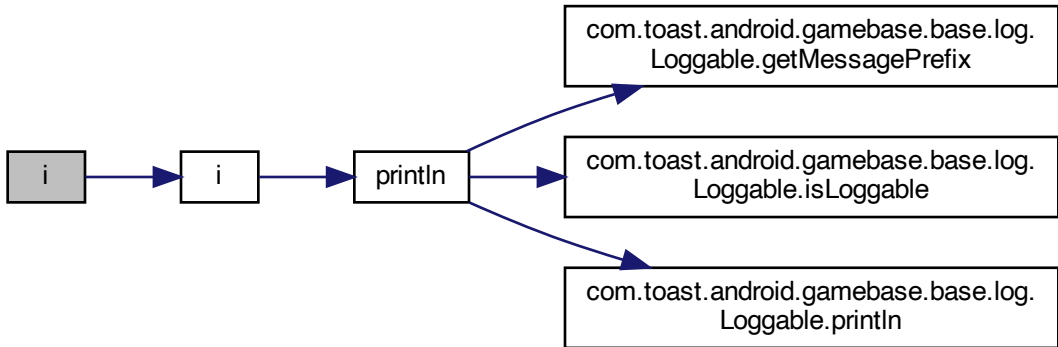 i
i
println
com.toast.android.gamebase.base.log.
Loggable.getMessagePrefix
com.toast.android.gamebase.base.log.
Loggable.isLoggable
com.toast.android.gamebase.base.log.
Loggable.println